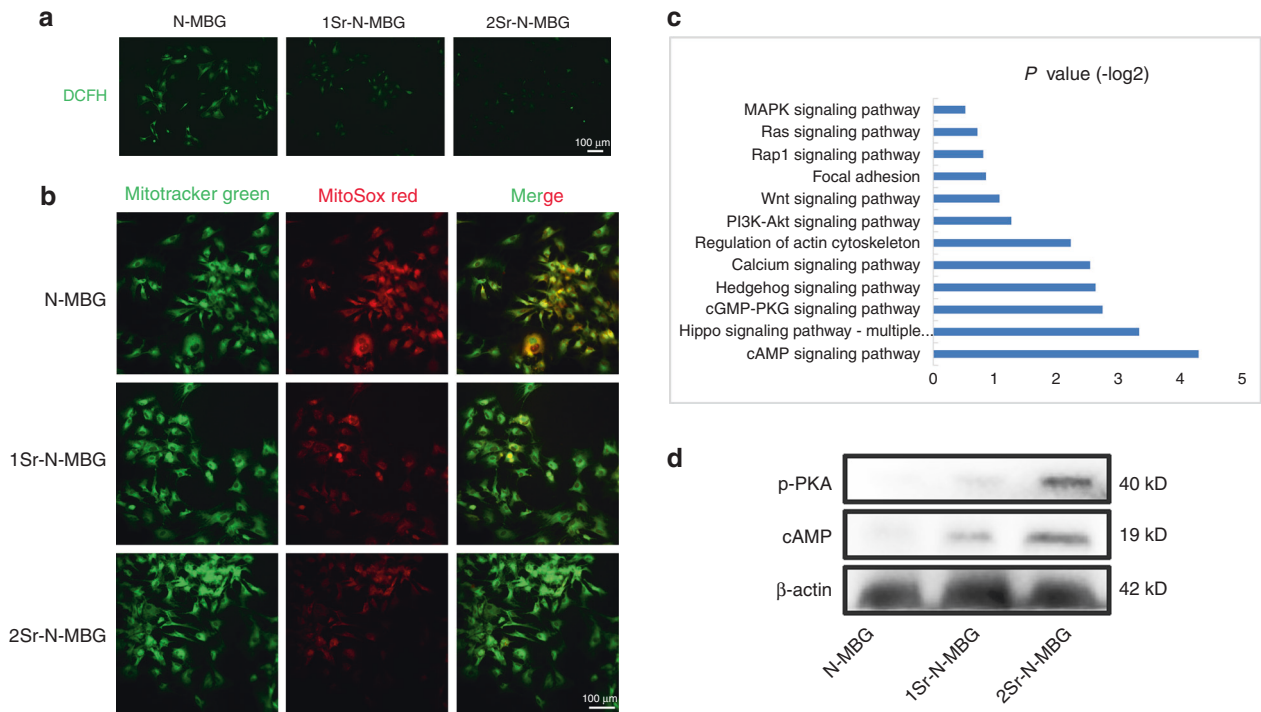 a
N-MBG
1Sr-N-MBG
2Sr-N-MBG
DCFH
100 μm
b
Mitotracker green
MitoSox red
Merge
N-MBG
1Sr-N-MBG
2Sr-N-MBG
100 μm
c
P value (-log2)
MAPK signaling pathway
Ras signaling pathway
Rap1 signaling pathway
Focal adhesion
Wnt signaling pathway
PI3K-Akt signaling pathway
Regulation of actin cytoskeleton
Calcium signaling pathway
Hedgehog signaling pathway
cGMP-PKG signaling pathway
Hippo signaling pathway - multiple...
cAMP signaling pathway
0 1 2 3 4 5
d
p-PKA 40 kD
cAMP 19 kD
β-actin 42 kD
N-MBG
1Sr-N-MBG
2Sr-N-MBG